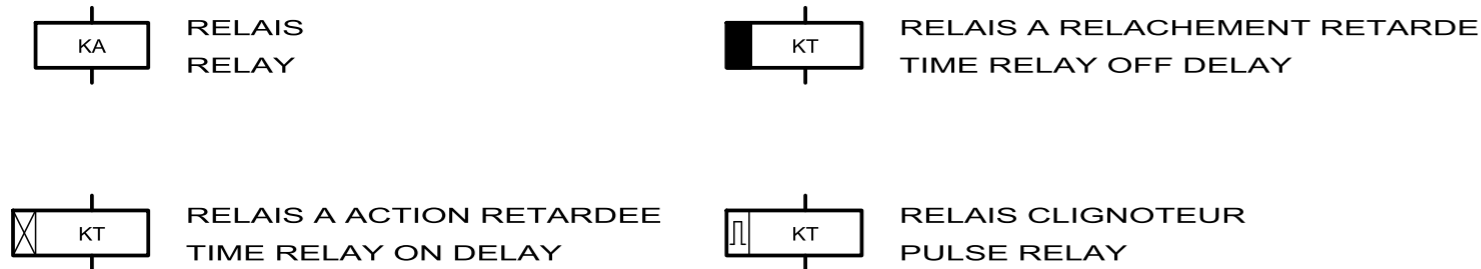 KA
RELAIS
RELAY
KT
RELAIS A RELACHEMENT RETARDE
TIME RELAY OFF DELAY
KT
RELAIS A ACTION RETARDEE
TIME RELAY ON DELAY
KT
RELAIS CLIGNOTEUR
PULSE RELAY